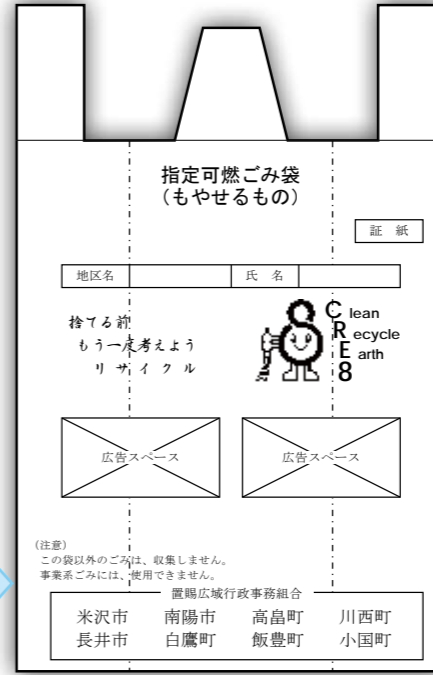 指定可燃ごみ袋
(もやせるもの)
証 紙
地区名 氏 名
捨てる前
もう一度考えよう
リサイクル
Clean
Recycle
Earth
8
広告スペース 広告スペース
(注意)
この袋以外のごみは、収集しません。
事業系ごみには、使用できません。
置賜広域行政事務組合
米沢市 南陽市 高畠町 川西町
長井市 白鷹町 飯豊町 小国町